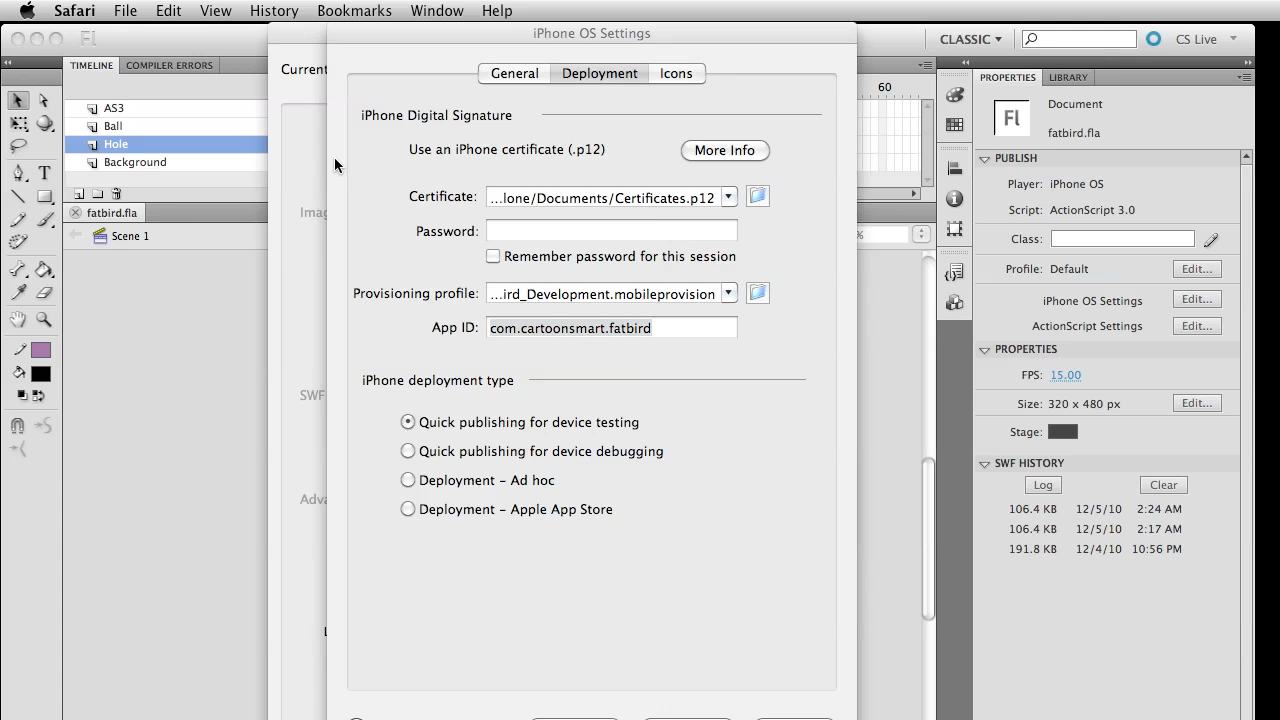 Safari File Edit View History Bookmarks Window Help
Fl
CLASSIC
CS Live
TIMELINE COMPILER ERRORS
60
AS3
Ball
Hole
Background
fatbird.fla
Scene 1
%
T
Current
Imag
SWF
Adva
iPhone OS Settings
General Deployment Icons
iPhone Digital Signature
Use an iPhone certificate (.p12) More Info
Certificate: ...lone/Documents/Certificates.p12
Password:
Remember password for this session
Provisioning profile: ...ird_Development.mobileprovision
App ID: com.cartoonsmart.fatbird
iPhone deployment type
Quick publishing for device testing
Quick publishing for device debugging
Deployment - Ad hoc
Deployment - Apple App Store
PROPERTIES LIBRARY
Fl
Document
fatbird.fla
PUBLISH
Player: iPhone OS
Script: ActionScript 3.0
Class:
Profile: Default Edit...
iPhone OS Settings Edit...
ActionScript Settings Edit...
PROPERTIES
FPS: 15.00
Size: 320 x 480 px Edit...
Stage:
SWF HISTORY
Log Clear
106.4 KB 12/5/10 2:24 AM
106.4 KB 12/5/10 2:17 AM
191.8 KB 12/4/10 10:56 PM